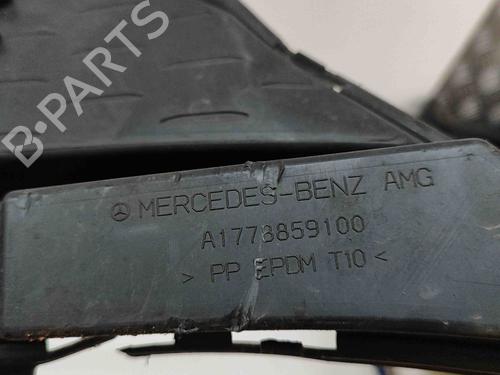 B-PARTS
MERCEDES-BENZ AMG
A1778859100
> PP EPDM T10 <